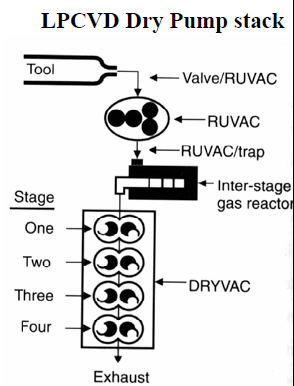 LPCVD Dry Pump stack
Tool
Valve/RUVAC
RUVAC
RUVAC/trap
Inter-stage
gas reactor
Stage
One
Two
Three
Four
DRYVAC
Exhaust